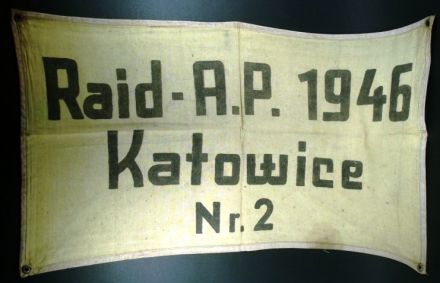 Raid-A.P. 1946
Katowice
Nr. 2